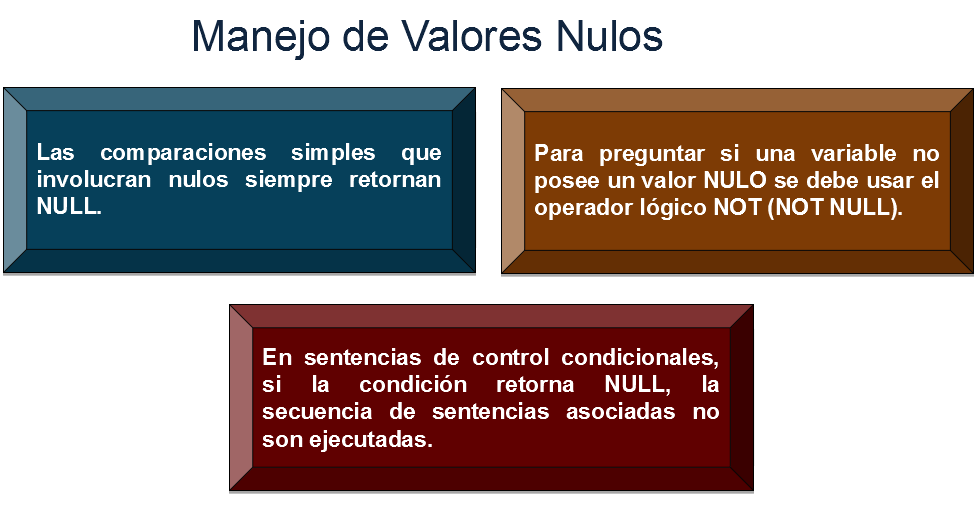 Manejo de Valores Nulos
Las comparaciones simples que
involucran nulos siempre retornan
NULL.
Para preguntar si una variable no
posee un valor NULO se debe usar el
operador lógico NOT (NOT NULL).
En sentencias de control condicionales,
si la condición retorna NULL, la
secuencia de sentencias asociadas no
son ejecutadas.